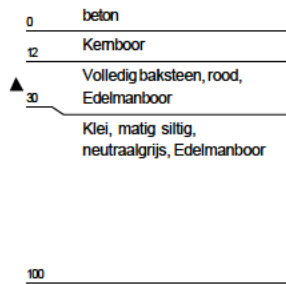 0 beton
12 Kernboor
Volledig baksteen, rood,
30 Edelmanboor
Klei, matig siltig,
neutraalgrijs, Edelmanboor
100